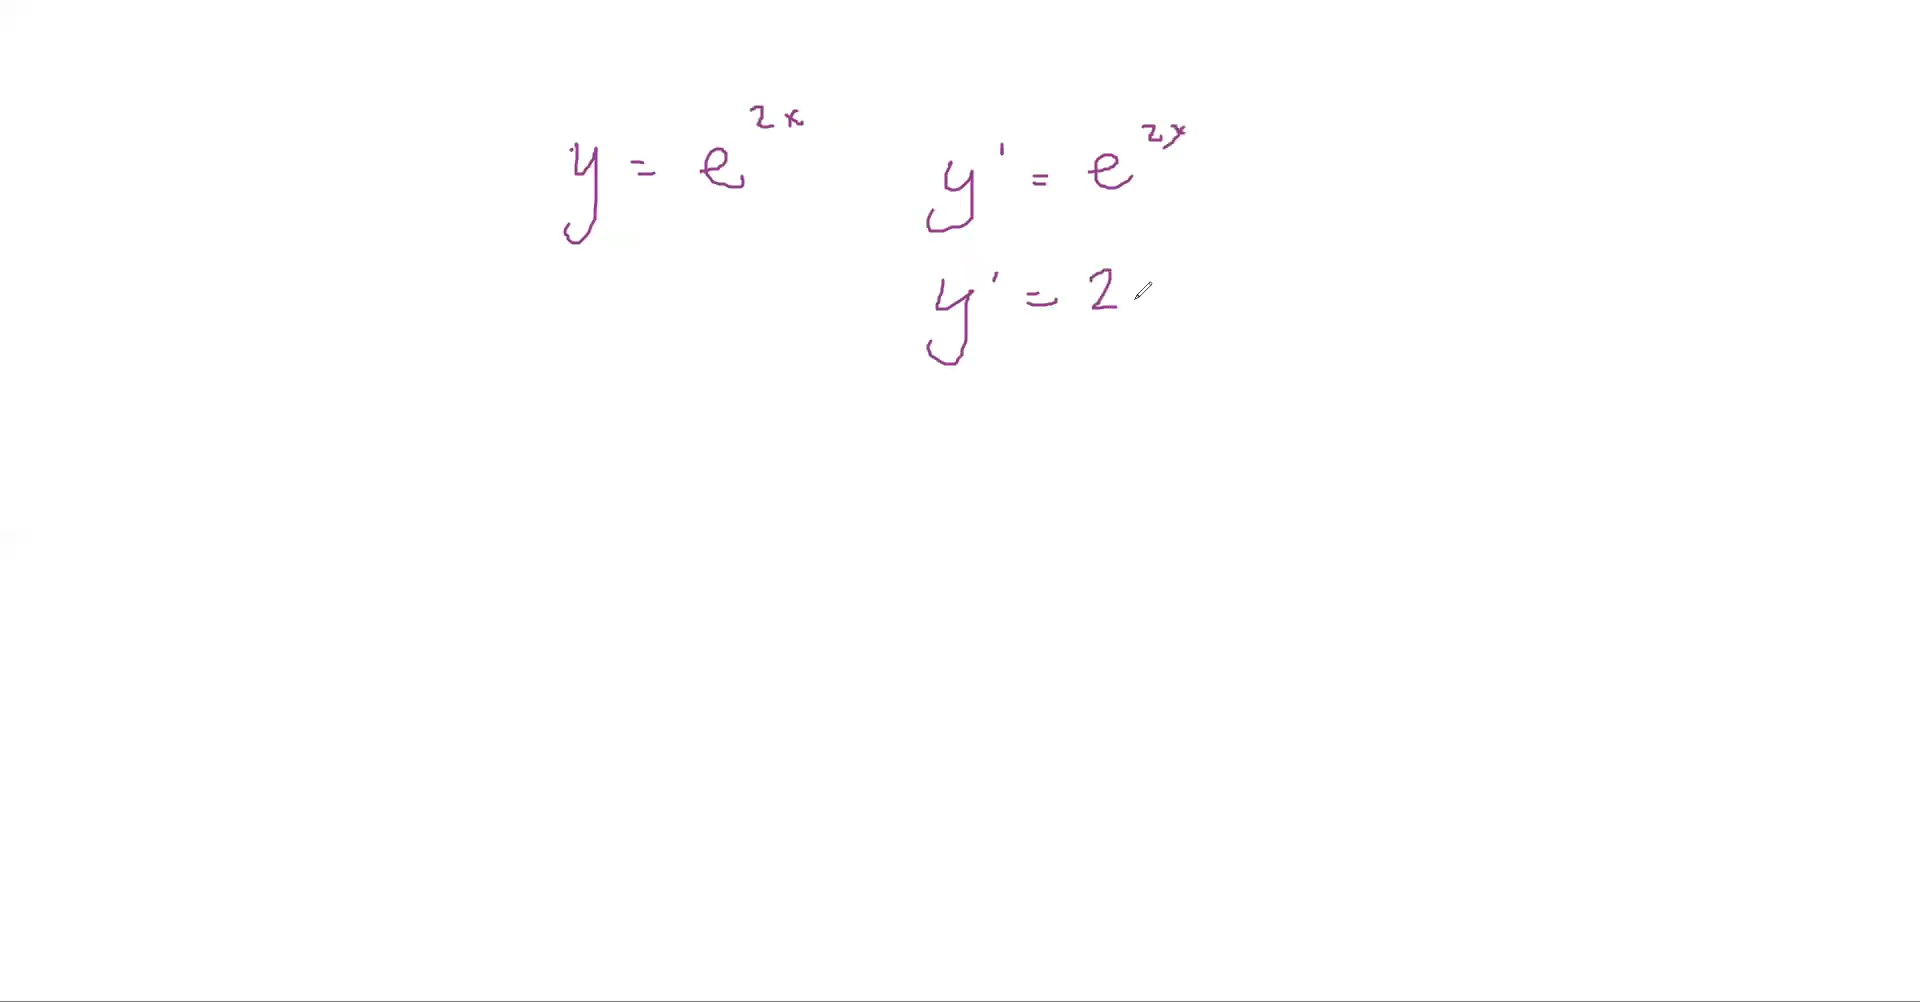 y = e^{2x} y' = e^{2x}
y' = 2